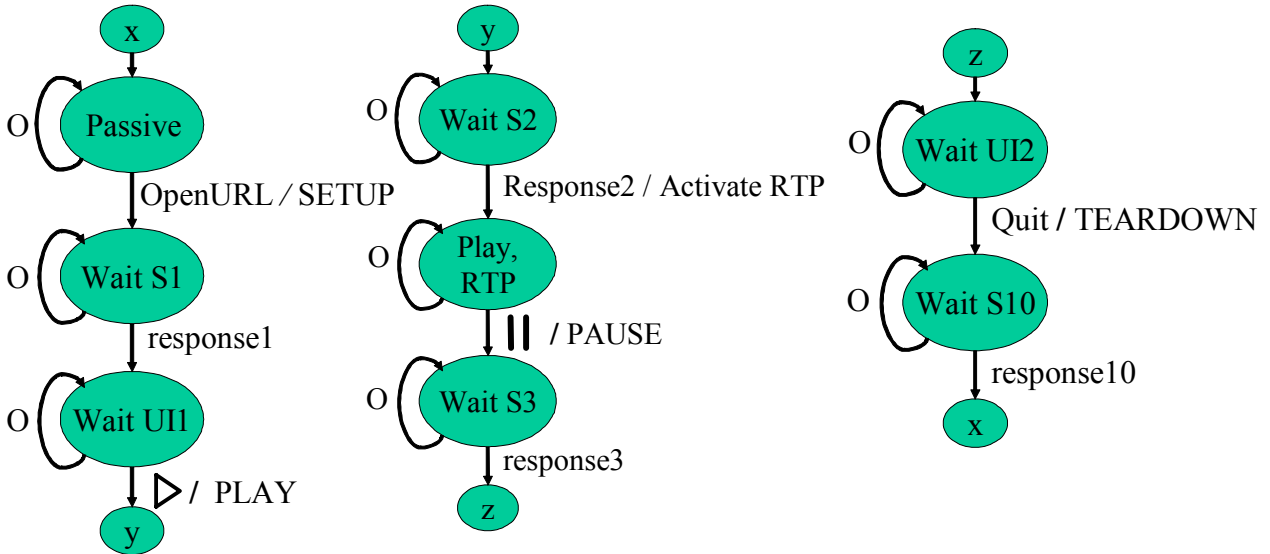 x
O
Passive
OpenURL / SETUP
O
Wait S1
response1
O
Wait UI1
/ PLAY
y
y
O
Wait S2
Response2 / Activate RTP
O
Play,
RTP
/ PAUSE
O
Wait S3
response3
z
z
O
Wait UI2
Quit / TEARDOWN
O
Wait S10
response10
x